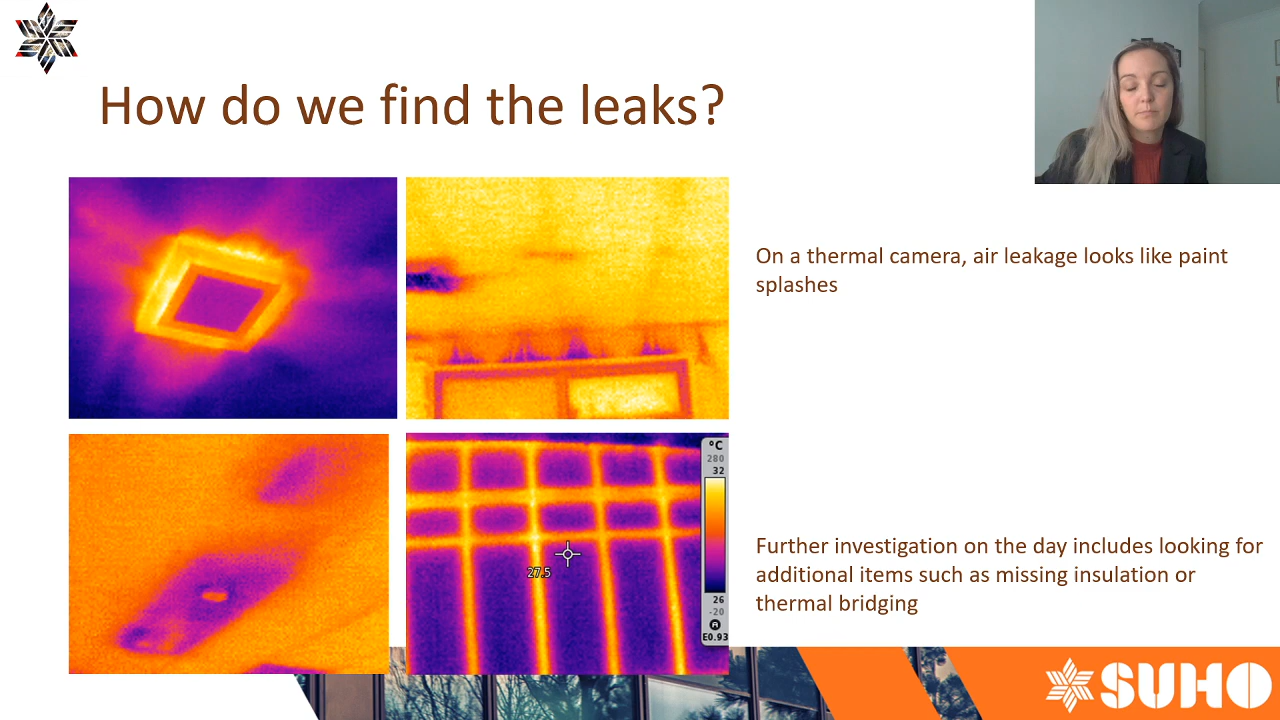 How do we find the leaks?
On a thermal camera, air leakage looks like paint
splashes
°C
280
32
27.5
26
-20
A
E0.93
Further investigation on the day includes looking for
additional items such as missing insulation or
thermal bridging
SUHO